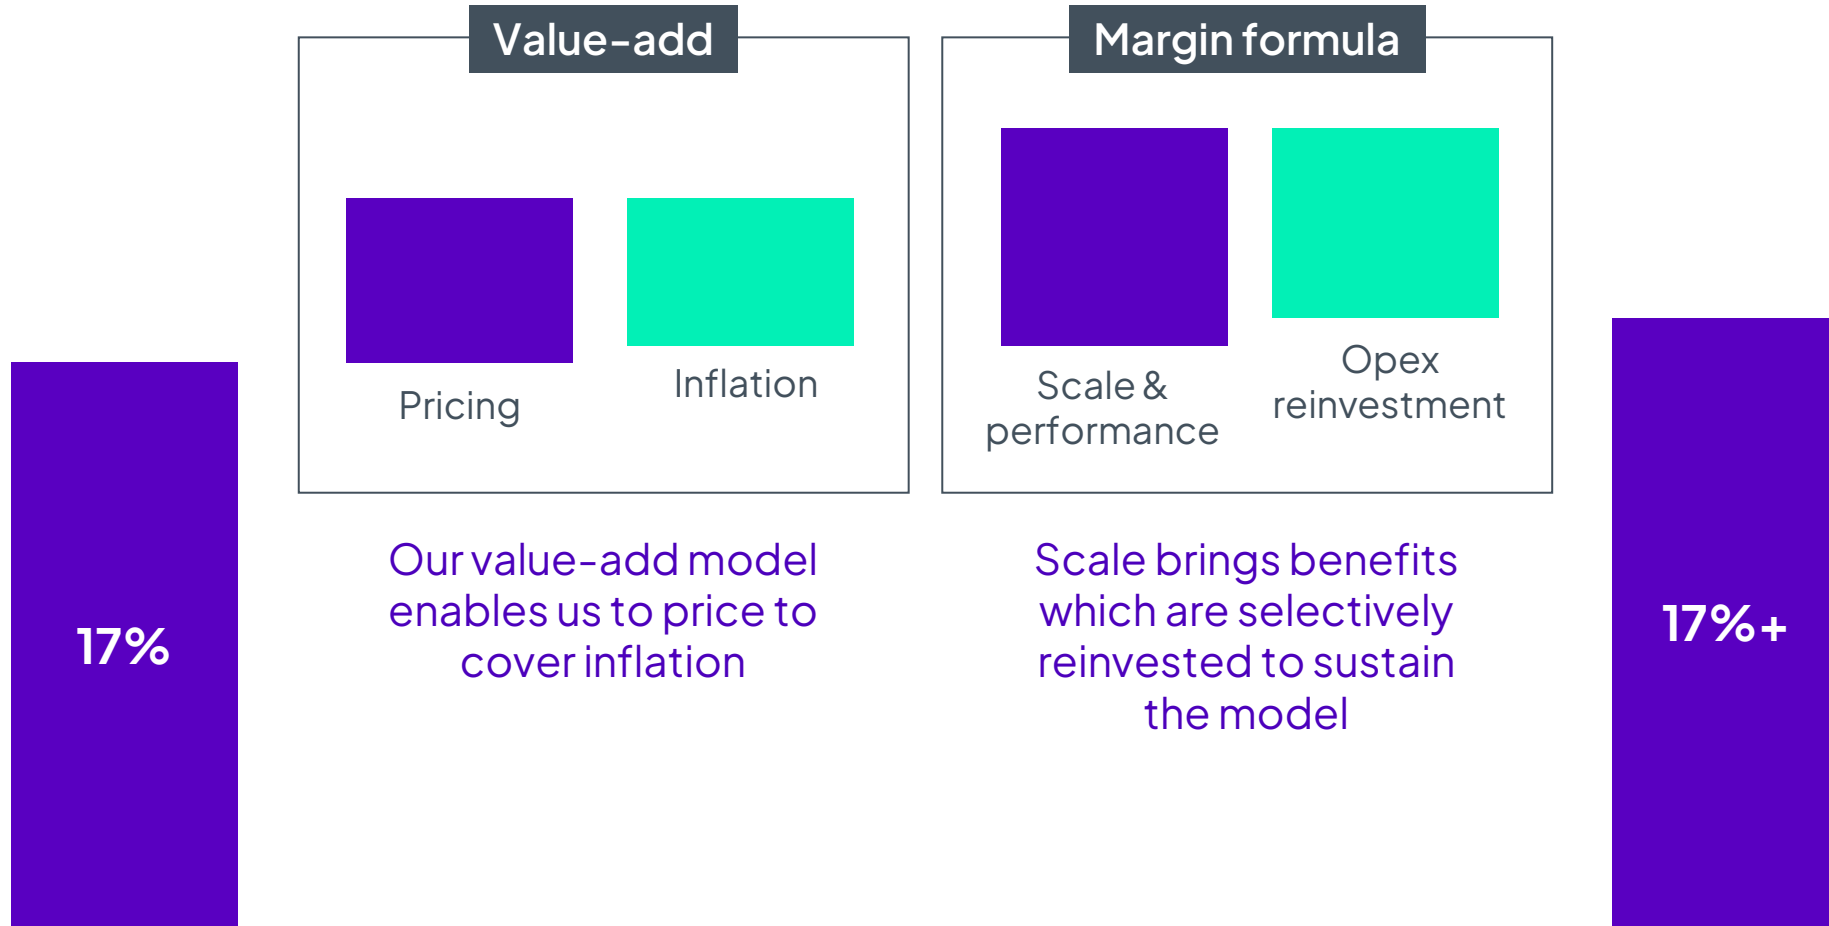 Value-add
Pricing
Inflation
Our value-add model
enables us to price to
cover inflation
Margin formula
Scale &
performance
Opex
reinvestment
Scale brings benefits
which are selectively
reinvested to sustain
the model
17%
17%+